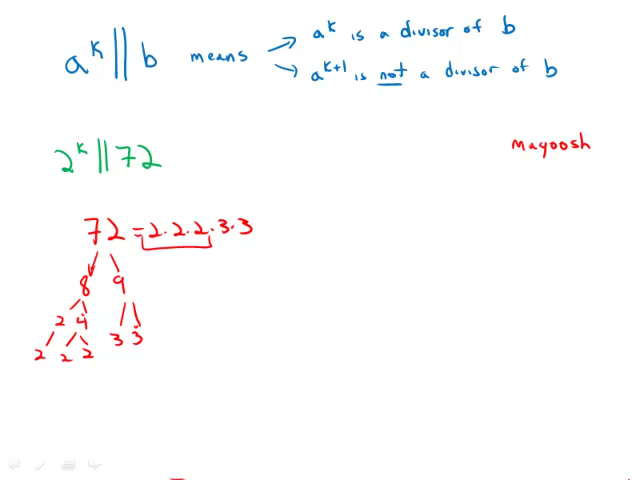 a^k || b means
a^k is a divisor of b
a^k+1 is not a divisor of b
2^k || 72
magoosh
72 = 2·2·2·3·3
8 9
2 4
2 2 2 3 3